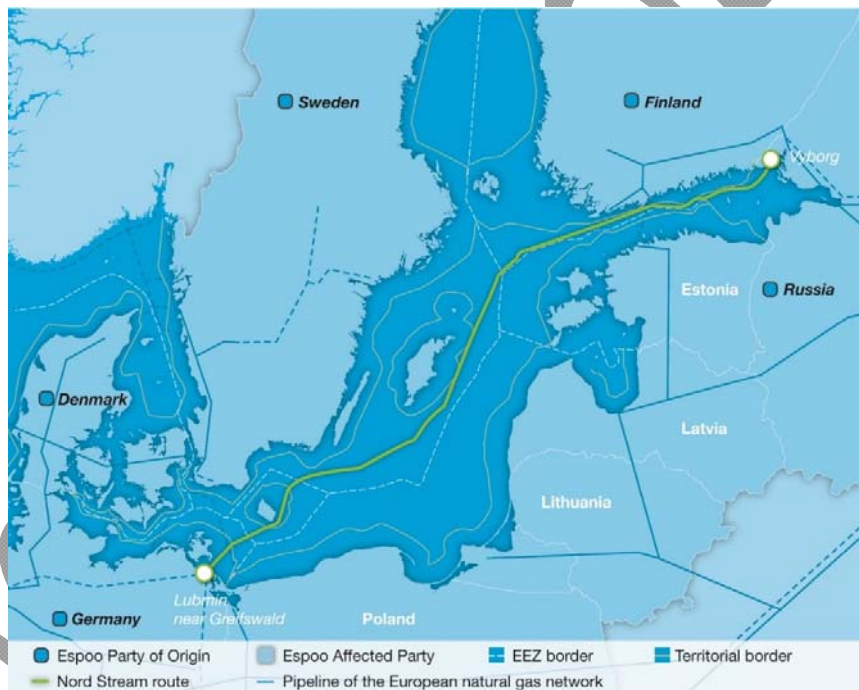 Sweden
Finland
Vyborg
Estonia
Russia
Denmark
Latvia
Lithuania
Lubmin,
near Greifswald
Germany
Poland
Espoo Party of Origin
Espoo Affected Party
EEZ border
Territorial border
Nord Stream route
Pipeline of the European natural gas network